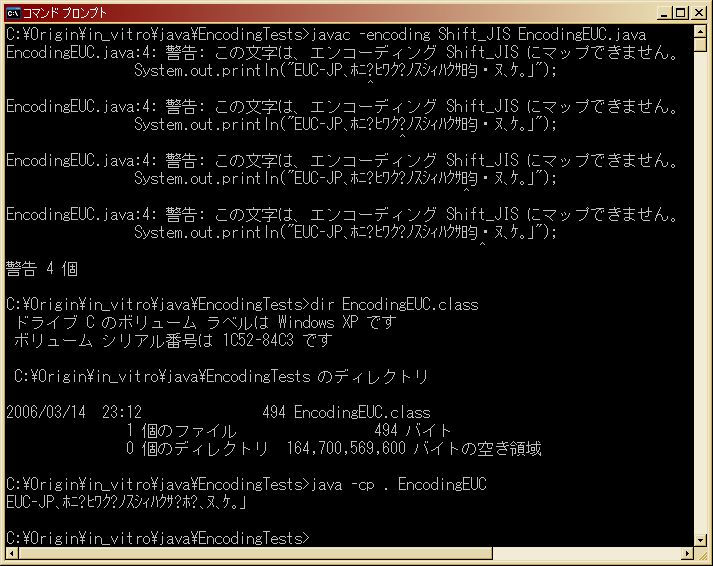 コマンド プロンプト
C:¥Origin¥in_vitro¥java¥EncodingTests>javac -encoding Shift_JIS EncodingEUC.java
EncodingEUC.java:4: 警告: この文字は、エンコーディング Shift_JIS にマップできません。
System.out.println("EUC-JP､ﾎﾆ?ﾋﾜｸ?ﾉｽｼｨﾊｸｻ昀・ﾇ､ｹ｡｣");
^
EncodingEUC.java:4: 警告: この文字は、エンコーディング Shift_JIS にマップできません。
System.out.println("EUC-JP､ﾎﾆ?ﾋﾜｸ?ﾉｽｼｨﾊｸｻ昀・ﾇ､ｹ｡｣");
^
EncodingEUC.java:4: 警告: この文字は、エンコーディング Shift_JIS にマップできません。
System.out.println("EUC-JP､ﾎﾆ?ﾋﾜｸ?ﾉｽｼｨﾊｸｻ昀・ﾇ､ｹ｡｣");
^
EncodingEUC.java:4: 警告: この文字は、エンコーディング Shift_JIS にマップできません。
System.out.println("EUC-JP､ﾎﾆ?ﾋﾜｸ?ﾉｽｼｨﾊｸｻ昀・ﾇ､ｹ｡｣");
^
警告 4 個
C:¥Origin¥in_vitro¥java¥EncodingTests>dir EncodingEUC.class
ドライブ C のボリューム ラベルは Windows XP です
ボリューム シリアル番号は 1C52-84C3 です
C:¥Origin¥in_vitro¥java¥EncodingTests のディレクトリ
2006/03/14  23:12               494 EncodingEUC.class
1 個のファイル                 494 バイト
0 個のディレクトリ  164,700,569,600 バイトの空き領域
C:¥Origin¥in_vitro¥java¥EncodingTests>java -cp . EncodingEUC
EUC-JP､ﾎﾆ?ﾋﾜｸ?ﾉｽｼｨﾊｸｻ?ﾎ?､ﾇ､ｹ｡｣
C:¥Origin¥in_vitro¥java¥EncodingTests>